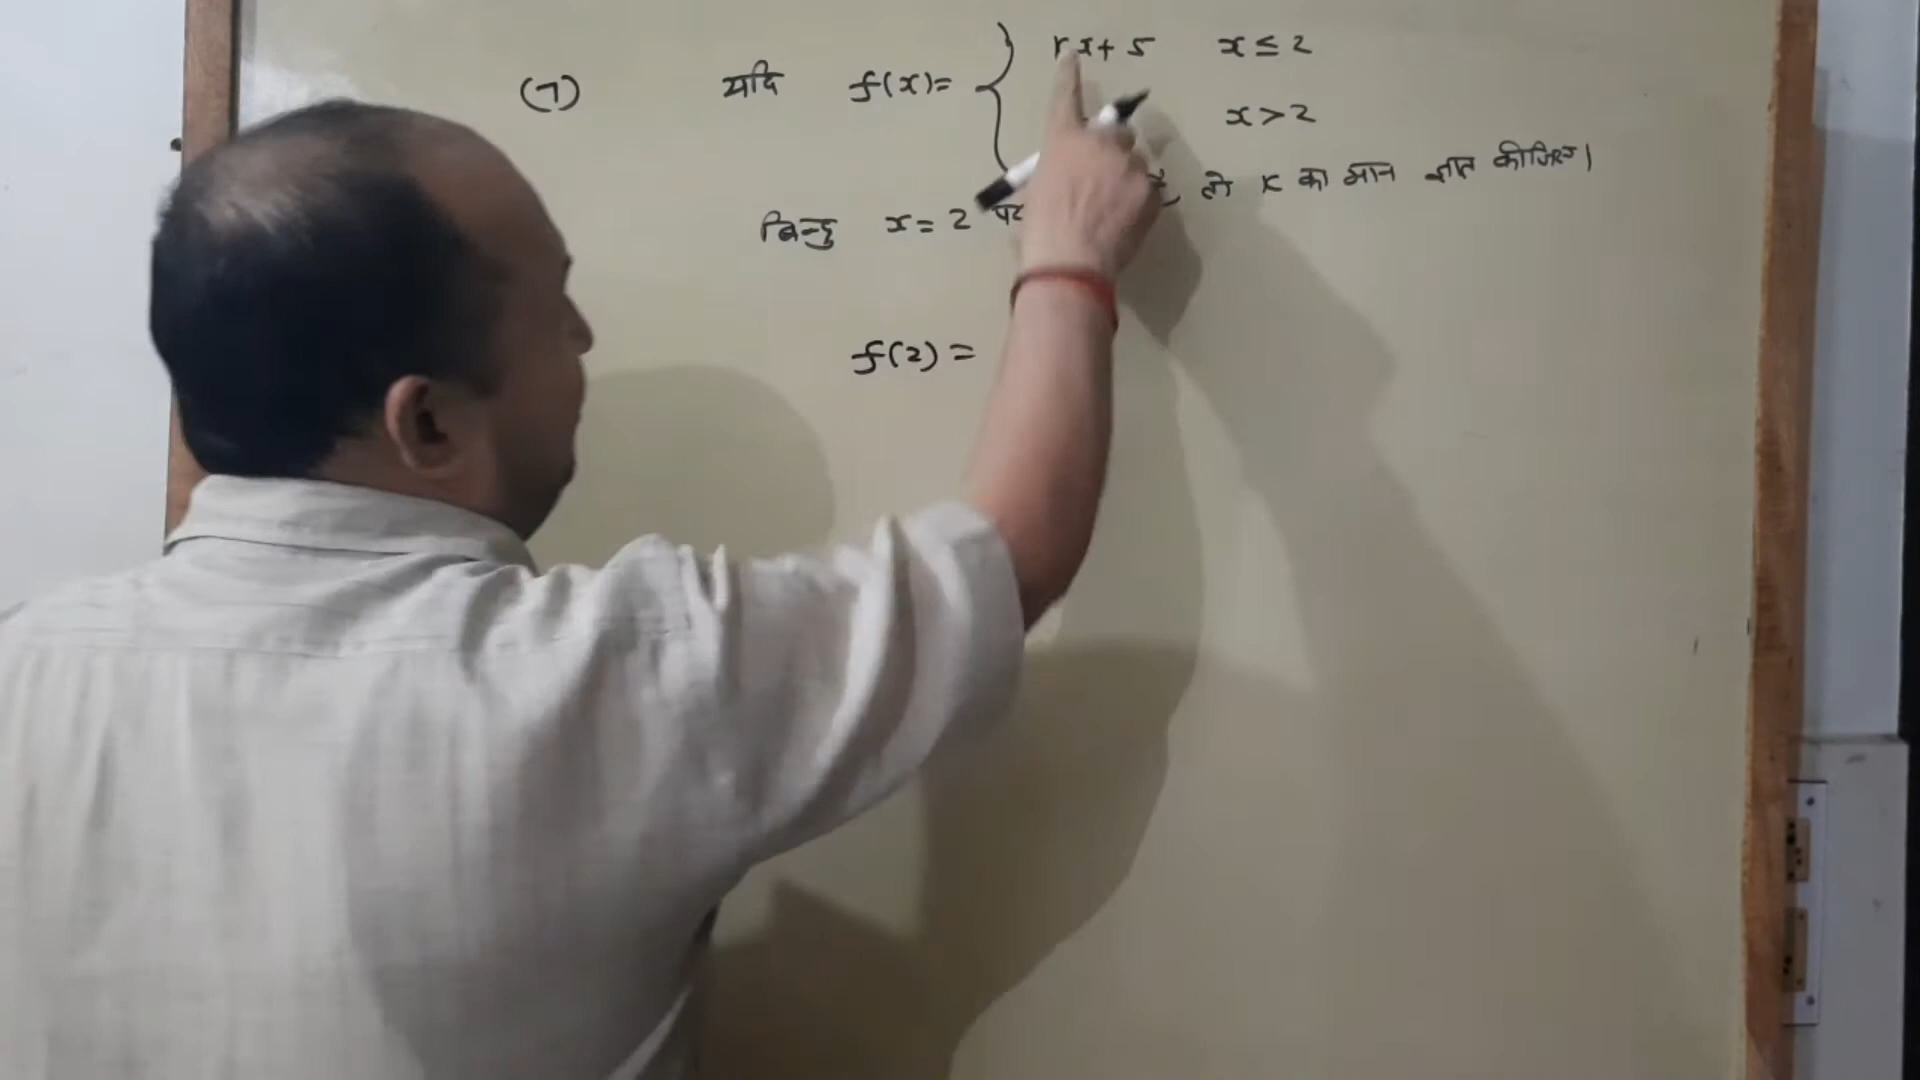 (7) यदि f(x)= { Kx+ 5 x ≤ 2
x > 2
बिन्दु x = 2 पर तो K का मान ज्ञात कीजिए।
f(2) =